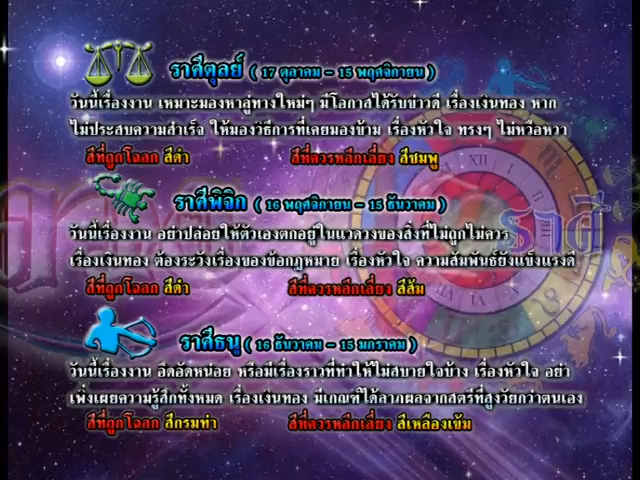 ราศีตุลย์ ( 17 ตุลาคม - 15 พฤศจิกายน )
วันนี้เรื่องงาน เหมาะมองหาลู่ทางใหม่ๆ มีโอกาสได้รับข่าวดี เรื่องเงินทอง หาก
ไม่ประสบความสำเร็จ ให้มองวิธีการที่เคยมองข้าม เรื่องหัวใจ ทรงๆ ไม่หวือหวา
สีที่ถูกโฉลก สีดำ สีที่ควรหลีกเลี่ยง สีชมพู
ราศีพิจิก ( 16 พฤศจิกายน - 15 ธันวาคม )
วันนี้เรื่องงาน อย่าปล่อยให้ตัวเองตกอยู่ในแวดวงของสิ่งที่ไม่ถูกไม่ควร
เรื่องเงินทอง ต้องระวังเรื่องของข้อกฎหมาย เรื่องหัวใจ ความสัมพันธ์ยังแข็งแรงดี
สีที่ถูกโฉลก สีดำ สีที่ควรหลีกเลี่ยง สีส้ม
ราศีธนู ( 16 ธันวาคม - 15 มกราคม )
วันนี้เรื่องงาน อึดอัดหน่อย หรือมีเรื่องราวที่ทำให้ไม่สบายใจบ้าง เรื่องหัวใจ อย่า
เพิ่งเผยความรู้สึกทั้งหมด เรื่องเงินทอง มีเกณฑ์ได้ลาภผลจากสตรีที่สูงวัยกว่าตนเอง
สีที่ถูกโฉลก สีกรมท่า สีที่ควรหลีกเลี่ยง สีเหลืองเข้ม
ราศี
XII